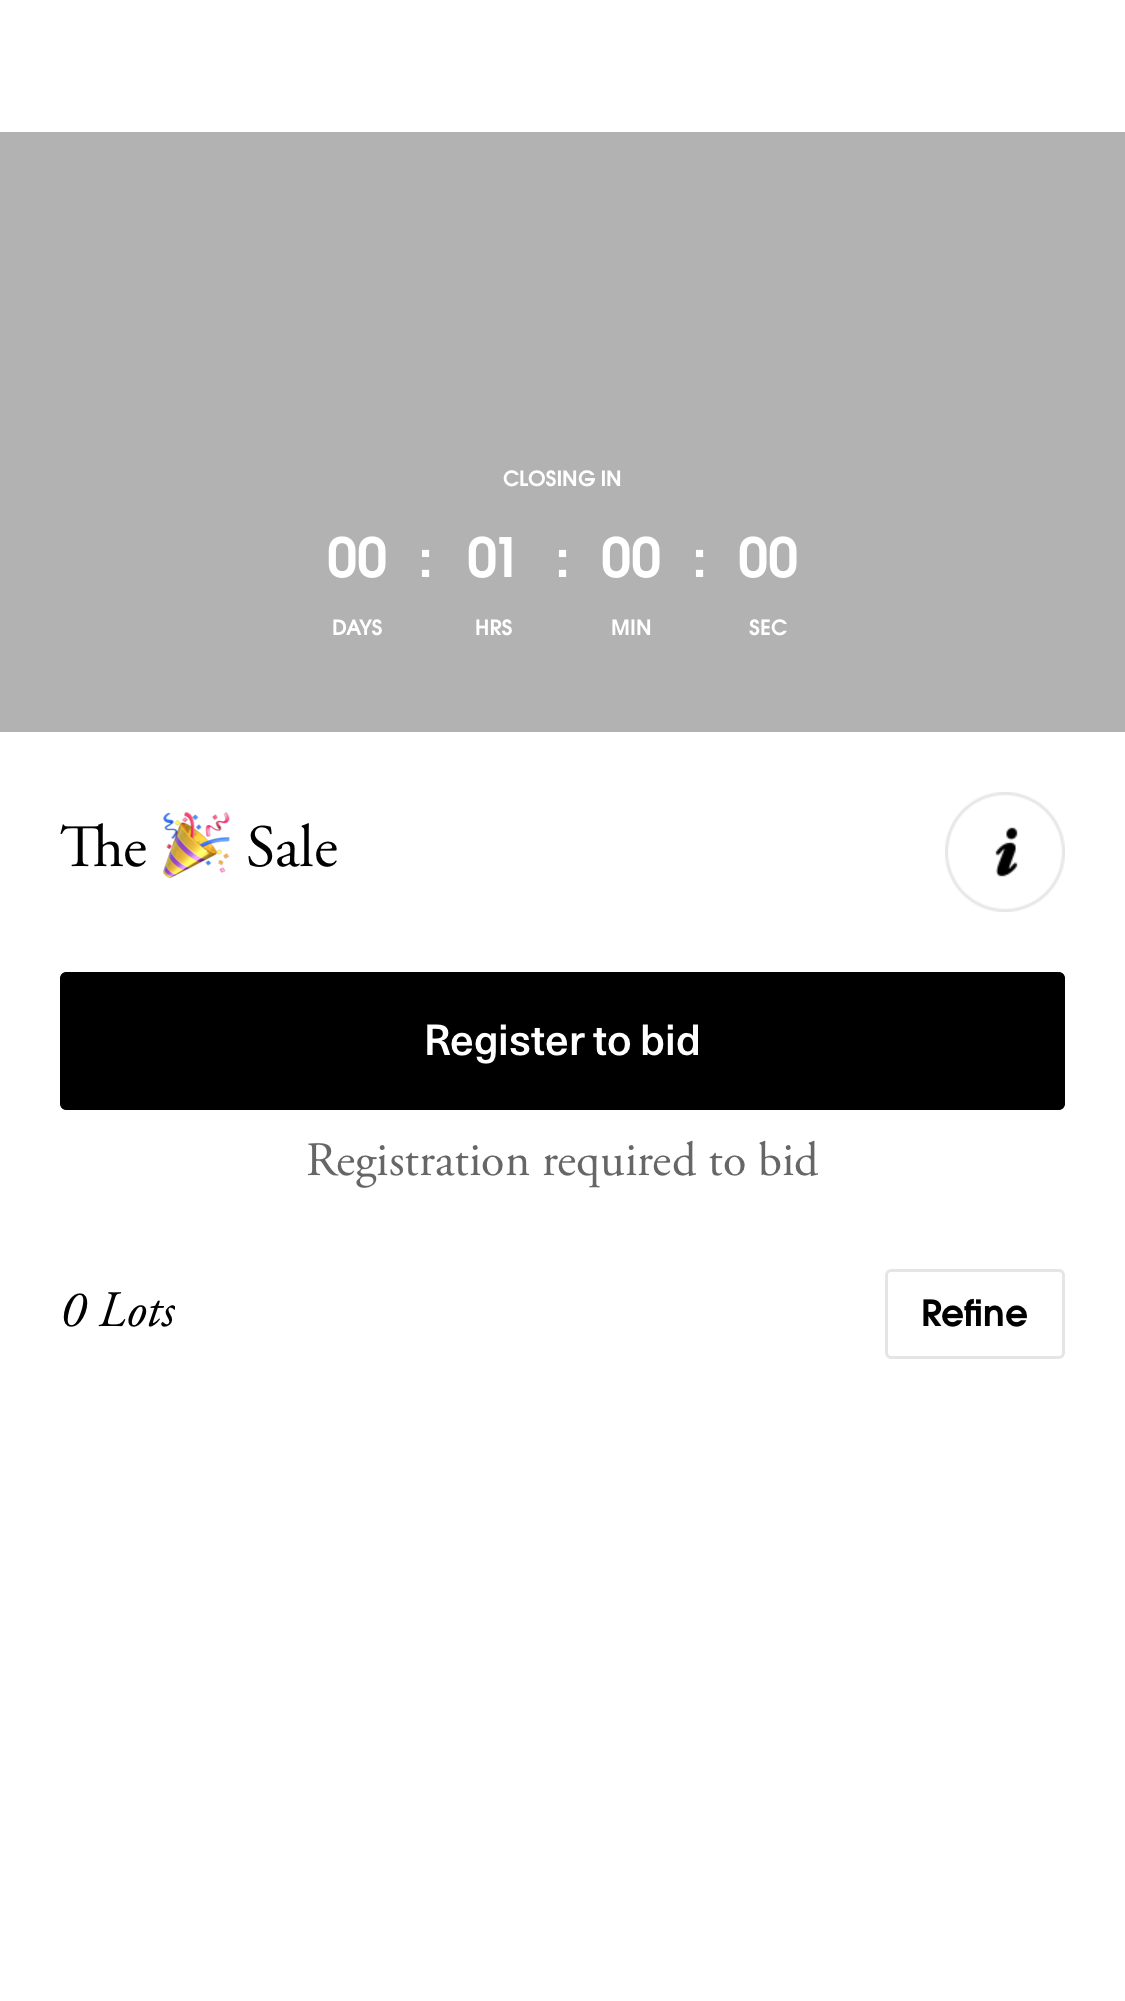 CLOSING IN
00 : 01 : 00 : 00
DAYS HRS MIN SEC
The 🎉 Sale
i
Register to bid
Registration required to bid
0 Lots
Refine